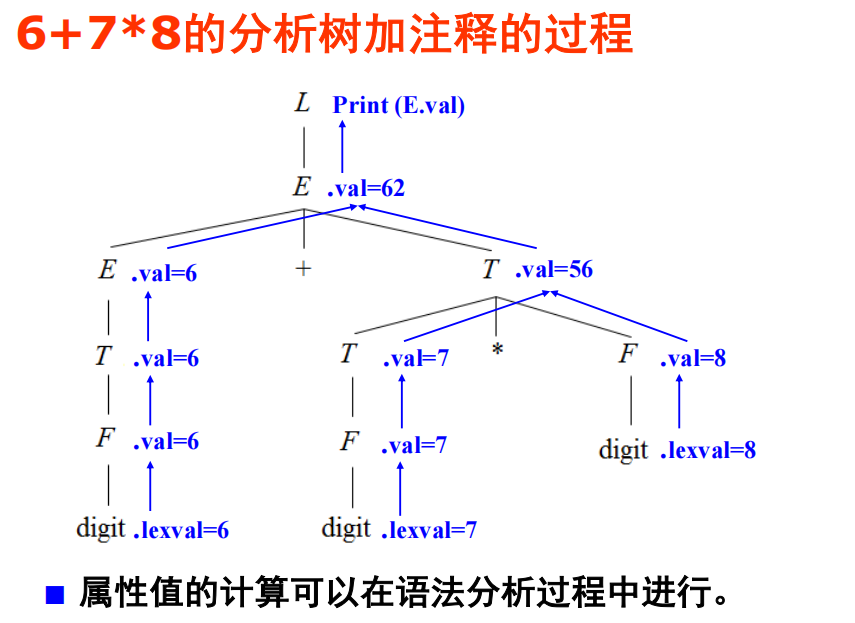 6+7*8的分析树加注释的过程
L Print (E.val)
E .val=62
E .val=6 + T .val=56
T .val=6 T .val=7 * F .val=8
F .val=6 F .val=7 digit .lexval=8
digit .lexval=6 digit .lexval=7
■ 属性值的计算可以在语法分析过程中进行。